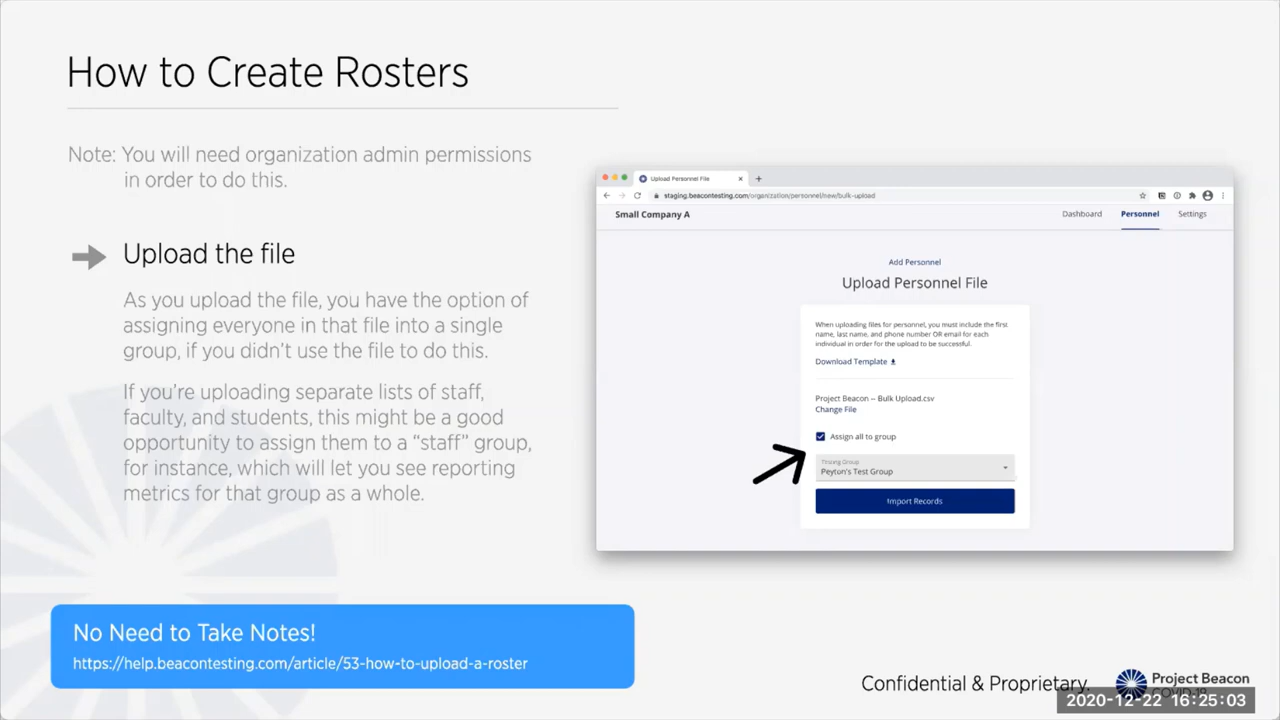 How to Create Rosters
Note: You will need organization admin permissions
in order to do this.
Upload the file
As you upload the file, you have the option of
assigning everyone in that file into a single
group, if you didn't use the file to do this.
If you're uploading separate lists of staff,
faculty, and students, this might be a good
opportunity to assign them to a “staff” group,
for instance, which will let you see reporting
metrics for that group as a whole.
Upload Personnel File
staging.beacontesting.com/organization/personnel/new/bulk-upload
Small Company A
Dashboard
Personnel
Settings
Add Personnel
Upload Personnel File
When uploading files for personnel, you must include the first
name, last name, and phone number OR email for each
individual in order for the upload to be successful.
Download Template
Project Beacon -- Bulk Upload.csv
Change File
Assign all to group
Testing Group
Peyton's Test Group
Import Records
No Need to Take Notes!
https://help.beacontesting.com/article/53-how-to-upload-a-roster
Confidential & Proprietary.
Project Beacon
COVID-19
2020-12-22 16:25:03